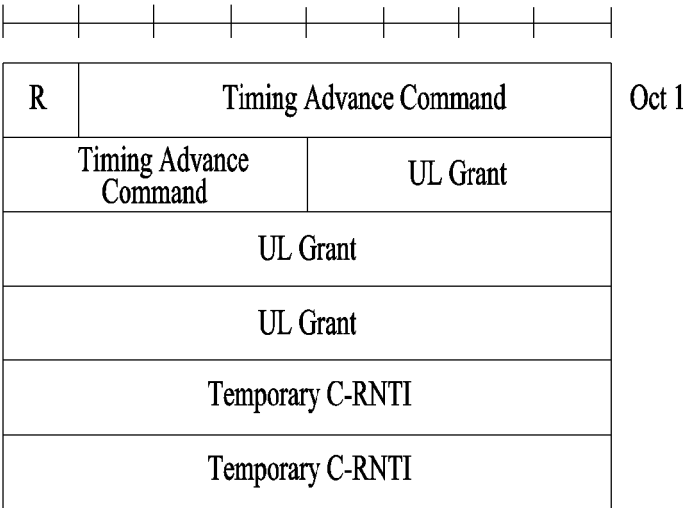 R Timing Advance Command Oct 1
Timing Advance
Command UL Grant
UL Grant
UL Grant
Temporary C-RNTI
Temporary C-RNTI